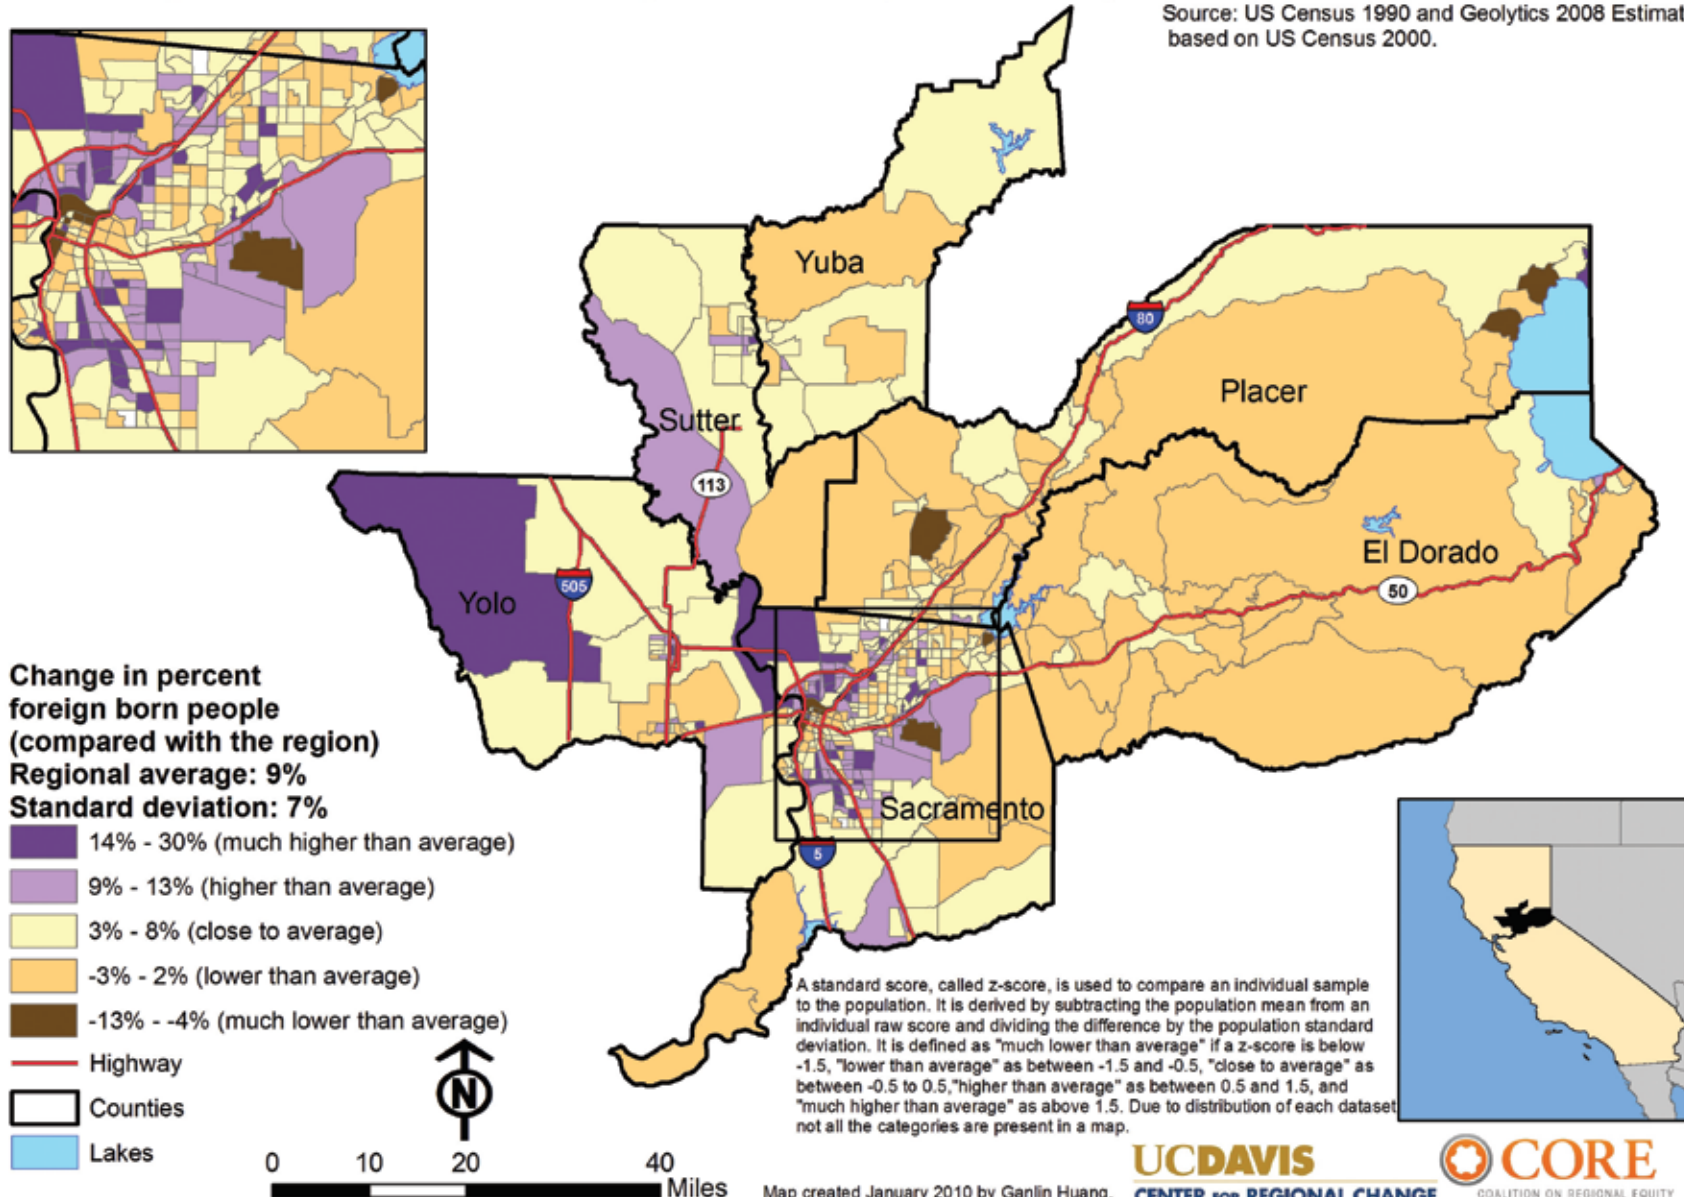 Source: US Census 1990 and Geolytics 2008 Estimat
based on US Census 2000.
Yuba
80
Placer
Sutter
113
El Dorado
505
Yolo
50
Change in percent
foreign born people
(compared with the region)
Regional average: 9%
Standard deviation: 7%
Sacramento
14% - 30% (much higher than average)
5
9% - 13% (higher than average)
3% - 8% (close to average)
-3% - 2% (lower than average)
-13% - -4% (much lower than average)
Highway
Counties
Lakes
N
0 10 20 40
Miles
A standard score, called z-score, is used to compare an individual sample
to the population. It is derived by subtracting the population mean from an
individual raw score and dividing the difference by the population standard
deviation. It is defined as "much lower than average" if a z-score is below
-1.5, "lower than average" as between -1.5 and -0.5, "close to average" as
between -0.5 to 0.5,"higher than average" as between 0.5 and 1.5, and
"much higher than average" as above 1.5. Due to distribution of each dataset
not all the categories are present in a map.
Map created January 2010 by Ganlin Huang.
UCDAVIS
CENTER FOR REGIONAL CHANGE
CORE
COALITION ON REGIONAL EQUITY